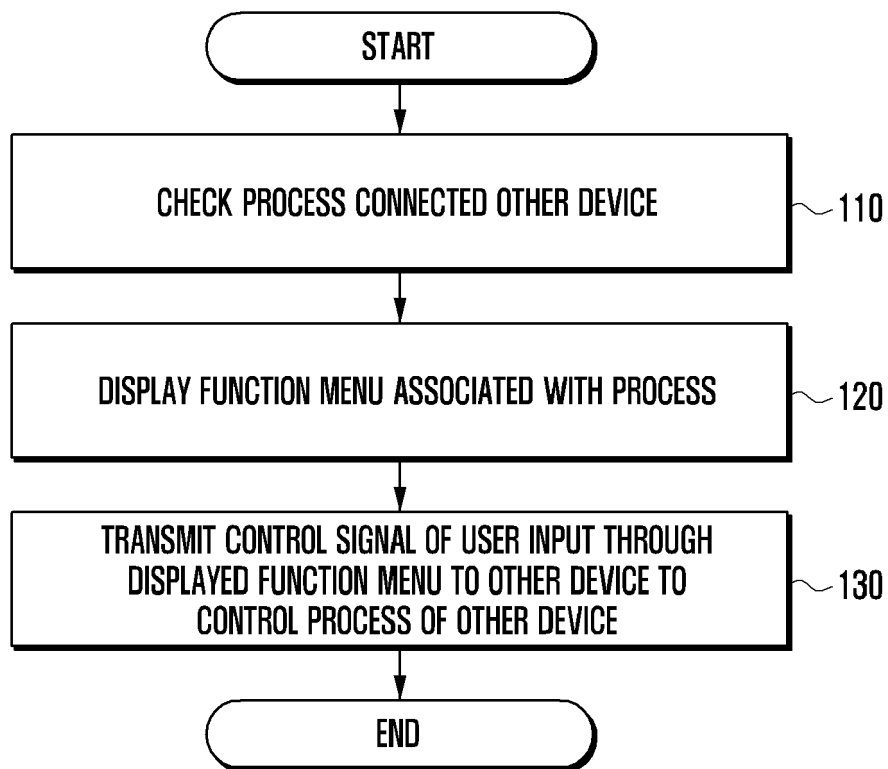 START
CHECK PROCESS CONNECTED OTHER DEVICE
110
DISPLAY FUNCTION MENU ASSOCIATED WITH PROCESS
120
TRANSMIT CONTROL SIGNAL OF USER INPUT THROUGH
DISPLAYED FUNCTION MENU TO OTHER DEVICE TO
CONTROL PROCESS OF OTHER DEVICE
130
END